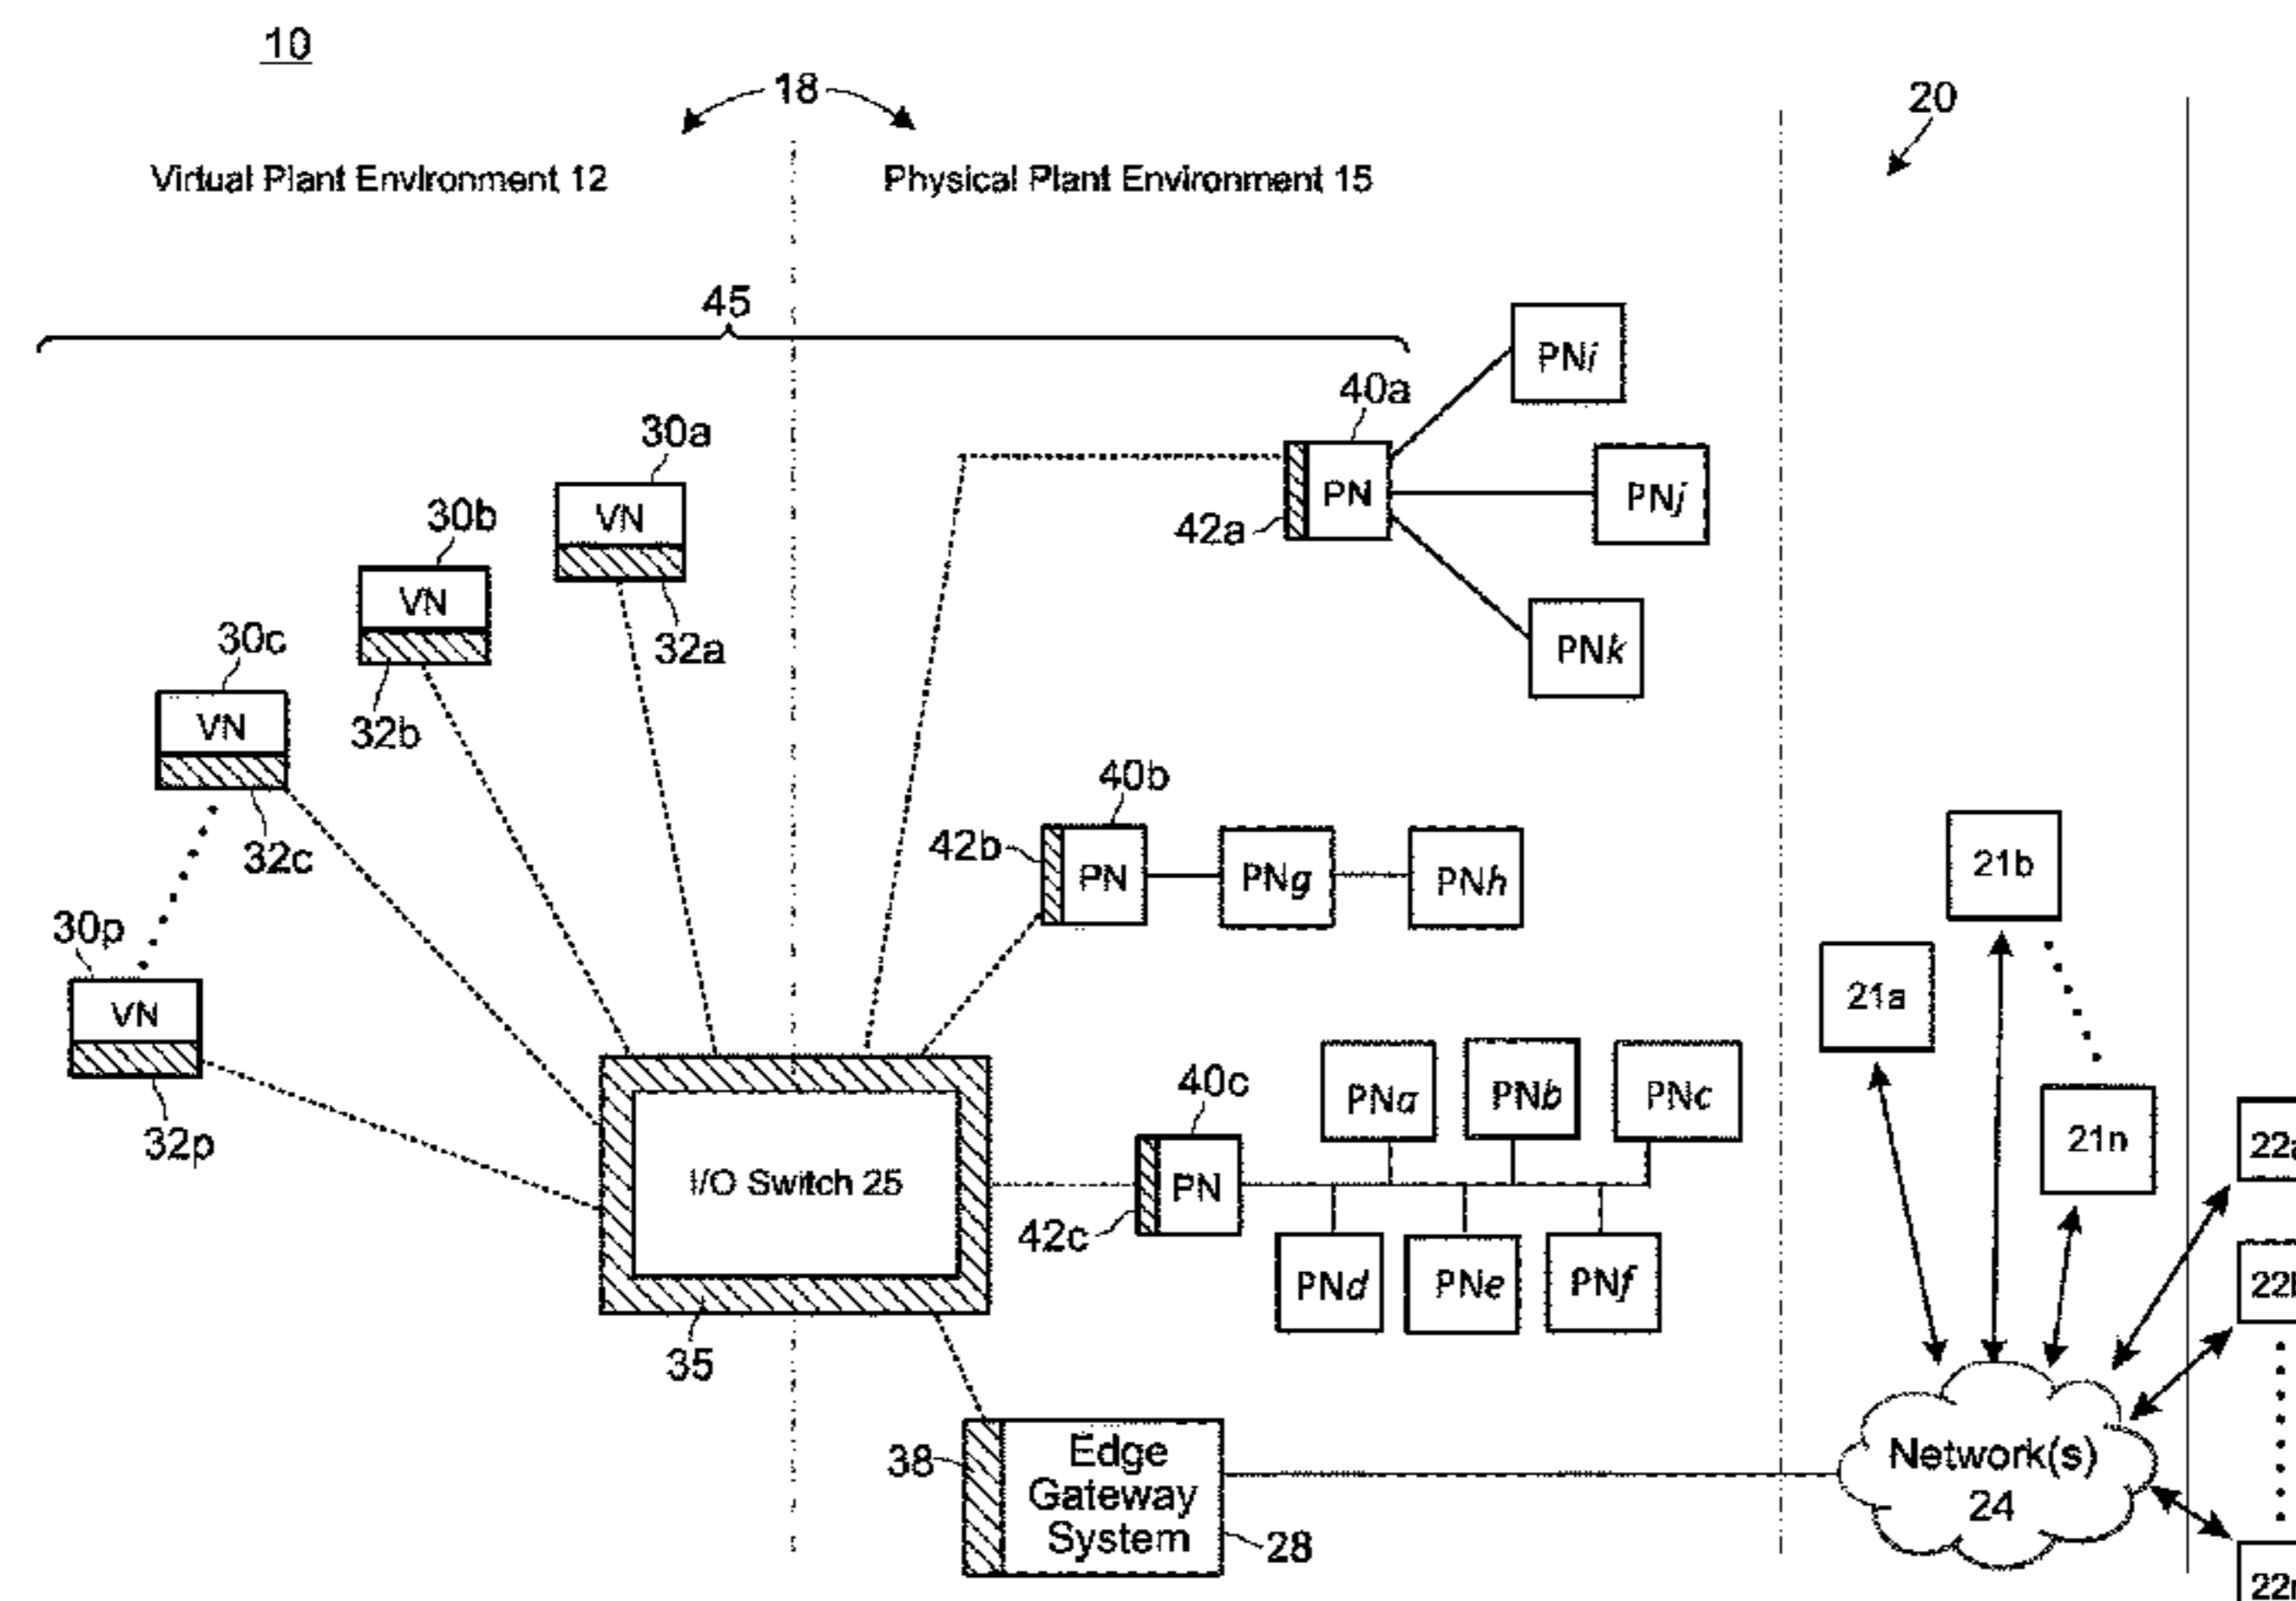 10
18
20
Virtual Plant Environment 12
Physical Plant Environment 15
45
PNi
40a
30a
PN
PNj
42a
30b
VN
VN
30c
32a
PNk
VN
32b
40b
42b
PN
PNg
PNh
21b
32c
30p
21a
VN
40c
PNa
PNb
PNc
21n
32p
I/O Switch 25
PN
42c
PNd
PNe
PNf
35
38
Edge
Gateway
System
28
Network(s)
24